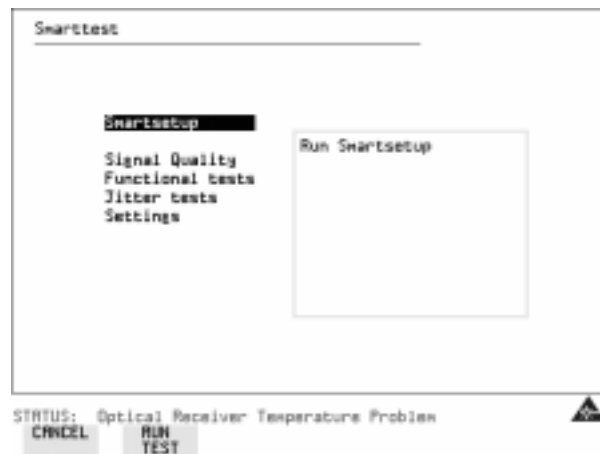 Smarttest
Smartsetup
Run Smartsetup
Signal Quality
Functional tests
Jitter tests
Settings
STATUS: Optical Receiver Temperature Problem
CANCEL RUN TEST